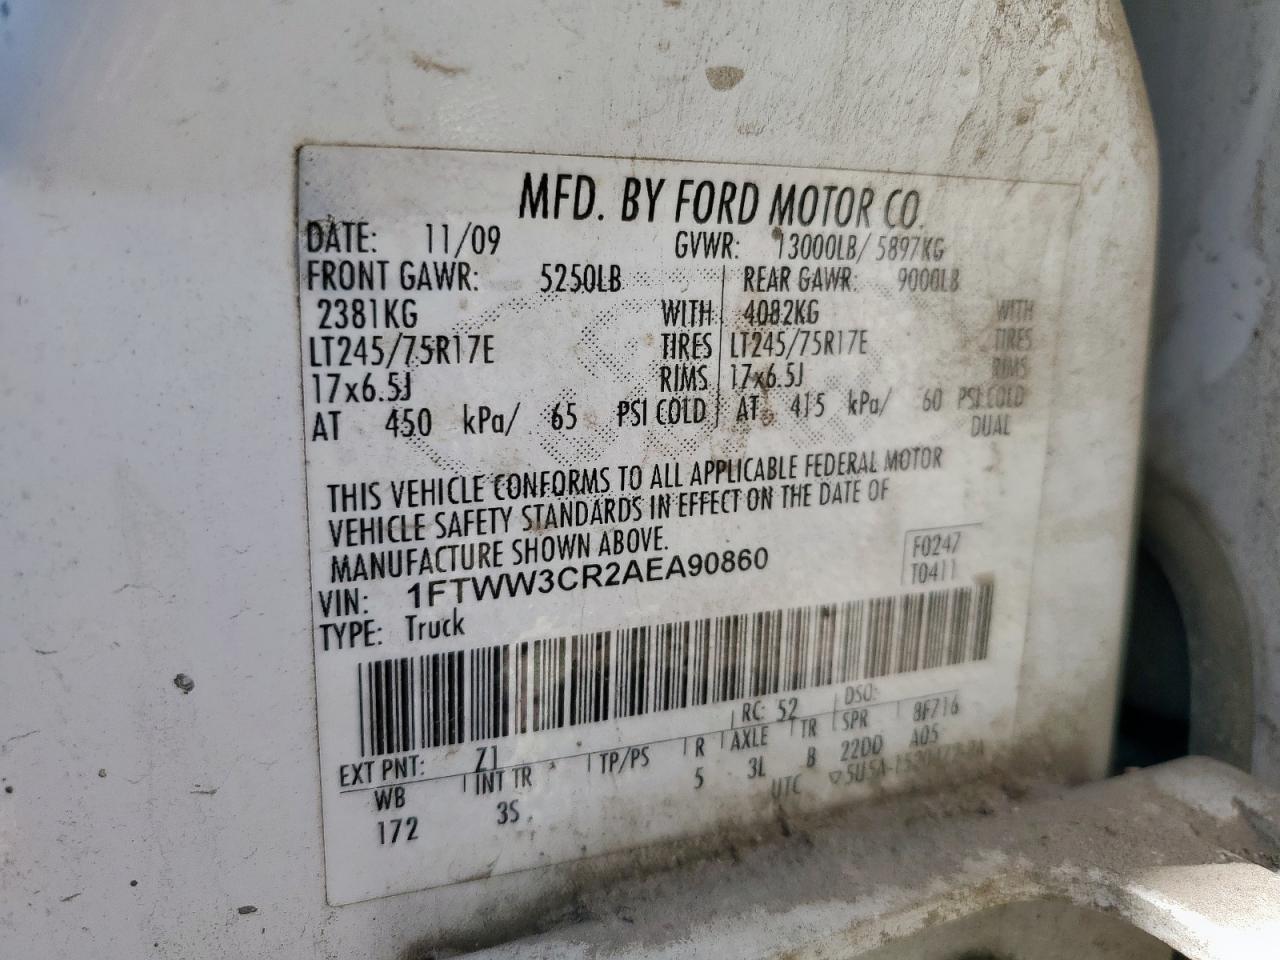 MFD. BY FORD MOTOR CO.
DATE: 11/09 GVWR: 13000LB/ 5897KG
FRONT GAWR: 5250LB REAR GAWR: 9000LB
2381KG WITH 4082KG WITH
LT245/75R17E TIRES LT245/75R17E TIRES
17x6.5J RIMS 17x6.5J RIMS
AT 450 kPa/ 65 PSI COLD AT 415 kPa/ 60 PSI COLD
DUAL
THIS VEHICLE CONFORMS TO ALL APPLICABLE FEDERAL MOTOR
VEHICLE SAFETY STANDARDS IN EFFECT ON THE DATE OF
MANUFACTURE SHOWN ABOVE.
F0247
VIN: 1FTWW3CR2AEA90860
T0411
TYPE: Truck
EXT PNT: Z1 RC: 52 DSO:
WB INT TR TP/PS R AXLE TR SPR 8F716
172 3S 5 3L B 22DD A05
UTC